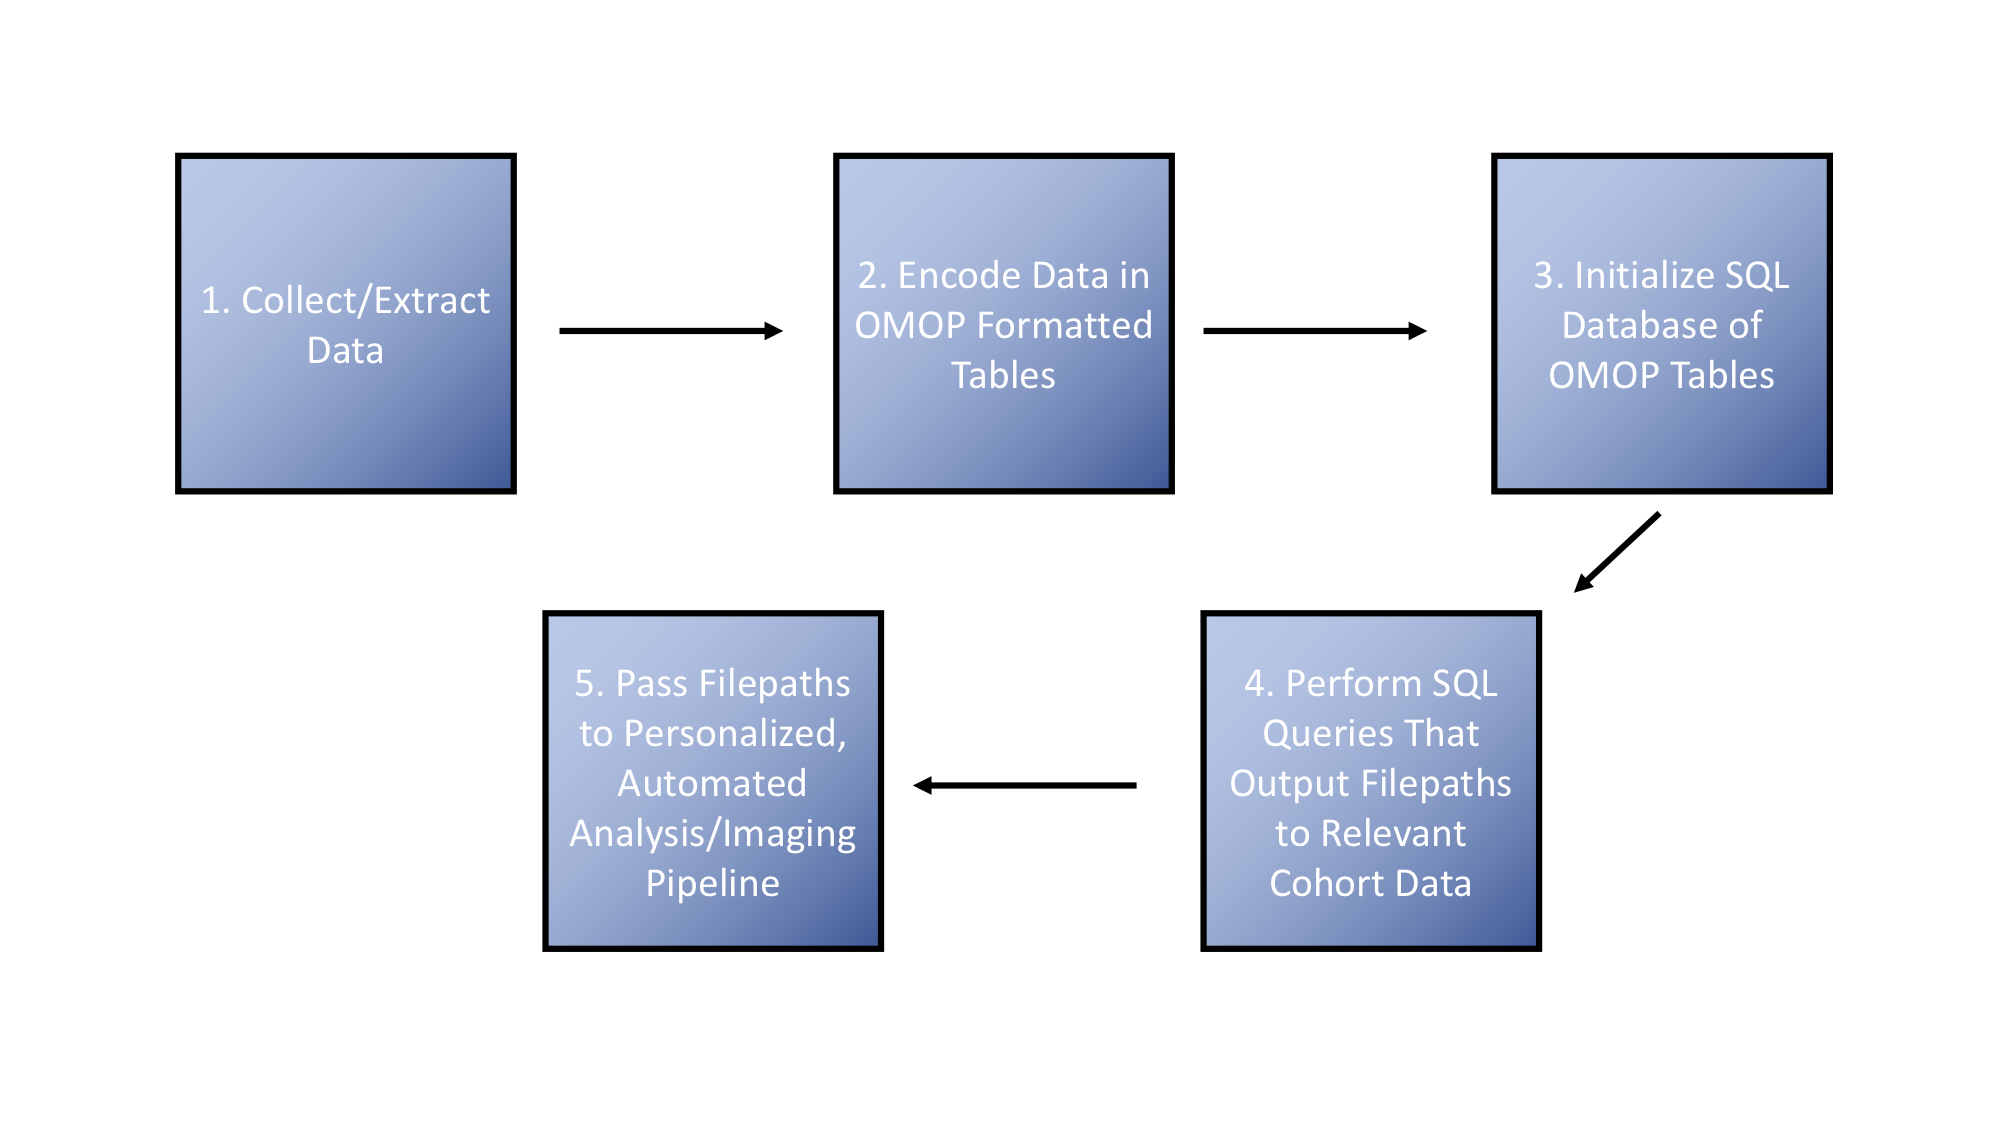 1. Collect/Extract
Data
2. Encode Data in
OMOP Formatted
Tables
3. Initialize SQL
Database of
OMOP Tables
4. Perform SQL
Queries That
Output Filepaths
to Relevant
Cohort Data
5. Pass Filepaths
to Personalized,
Automated
Analysis/Imaging
Pipeline